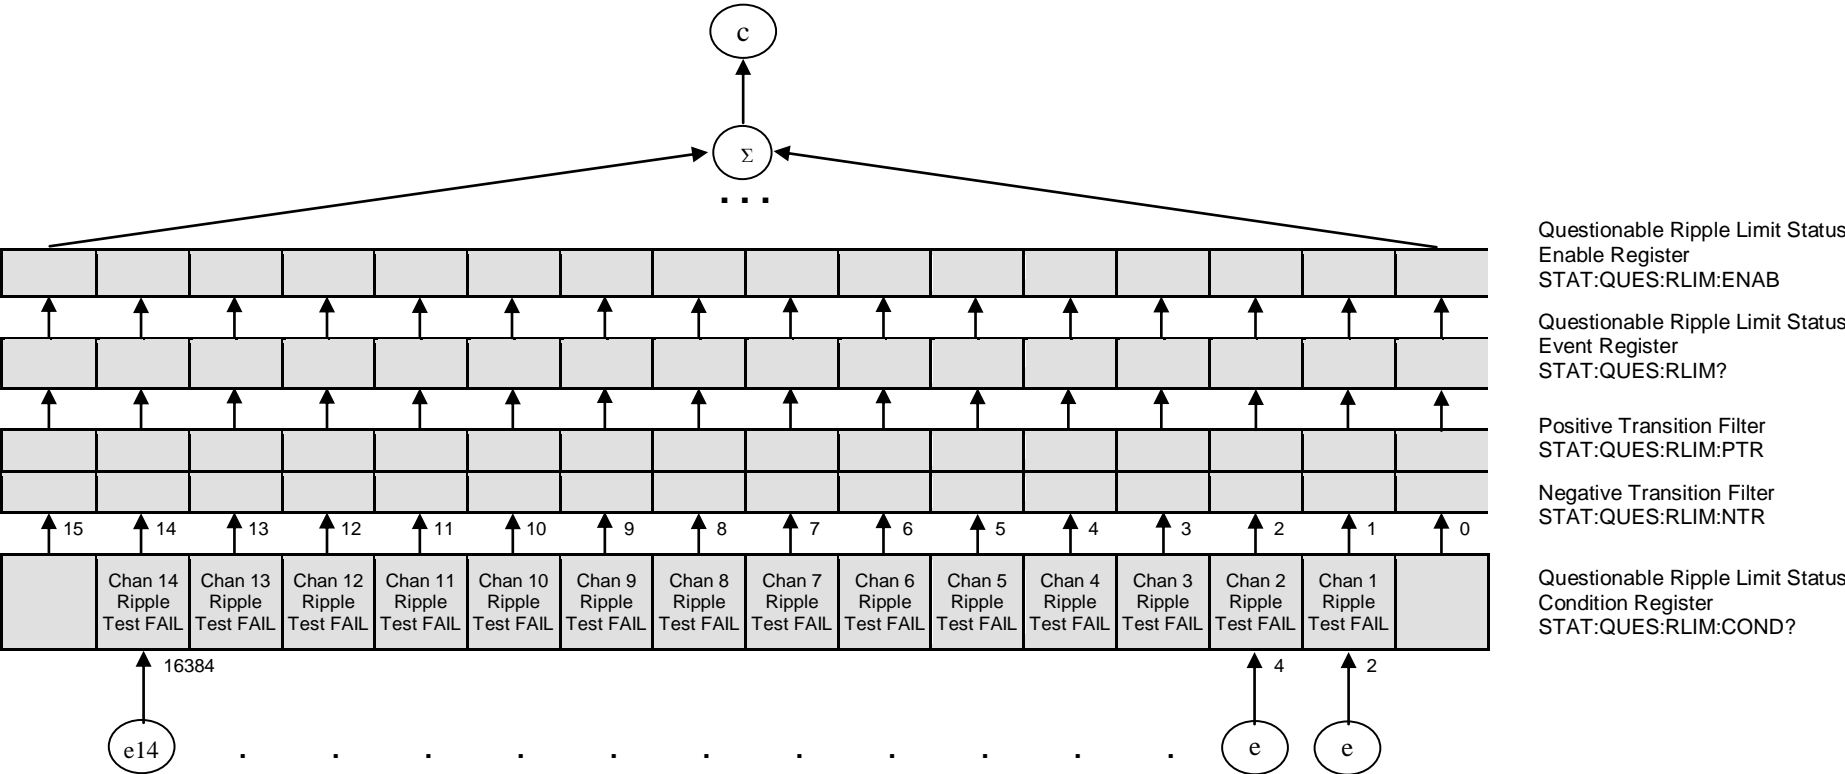 c
Σ
...
Questionable Ripple Limit Status
Enable Register
STAT:QUES:RLIM:ENAB
Questionable Ripple Limit Status
Event Register
STAT:QUES:RLIM?
Positive Transition Filter
STAT:QUES:RLIM:PTR
Negative Transition Filter
STAT:QUES:RLIM:NTR
15 14 13 12 11 10 9 8 7 6 5 4 3 2 1 0
Chan 14
Ripple
Test FAIL
Chan 13
Ripple
Test FAIL
Chan 12
Ripple
Test FAIL
Chan 11
Ripple
Test FAIL
Chan 10
Ripple
Test FAIL
Chan 9
Ripple
Test FAIL
Chan 8
Ripple
Test FAIL
Chan 7
Ripple
Test FAIL
Chan 6
Ripple
Test FAIL
Chan 5
Ripple
Test FAIL
Chan 4
Ripple
Test FAIL
Chan 3
Ripple
Test FAIL
Chan 2
Ripple
Test FAIL
Chan 1
Ripple
Test FAIL
Questionable Ripple Limit Status
Condition Register
STAT:QUES:RLIM:COND?
16384 4 2
e14 . . . . . . . . . . . e e